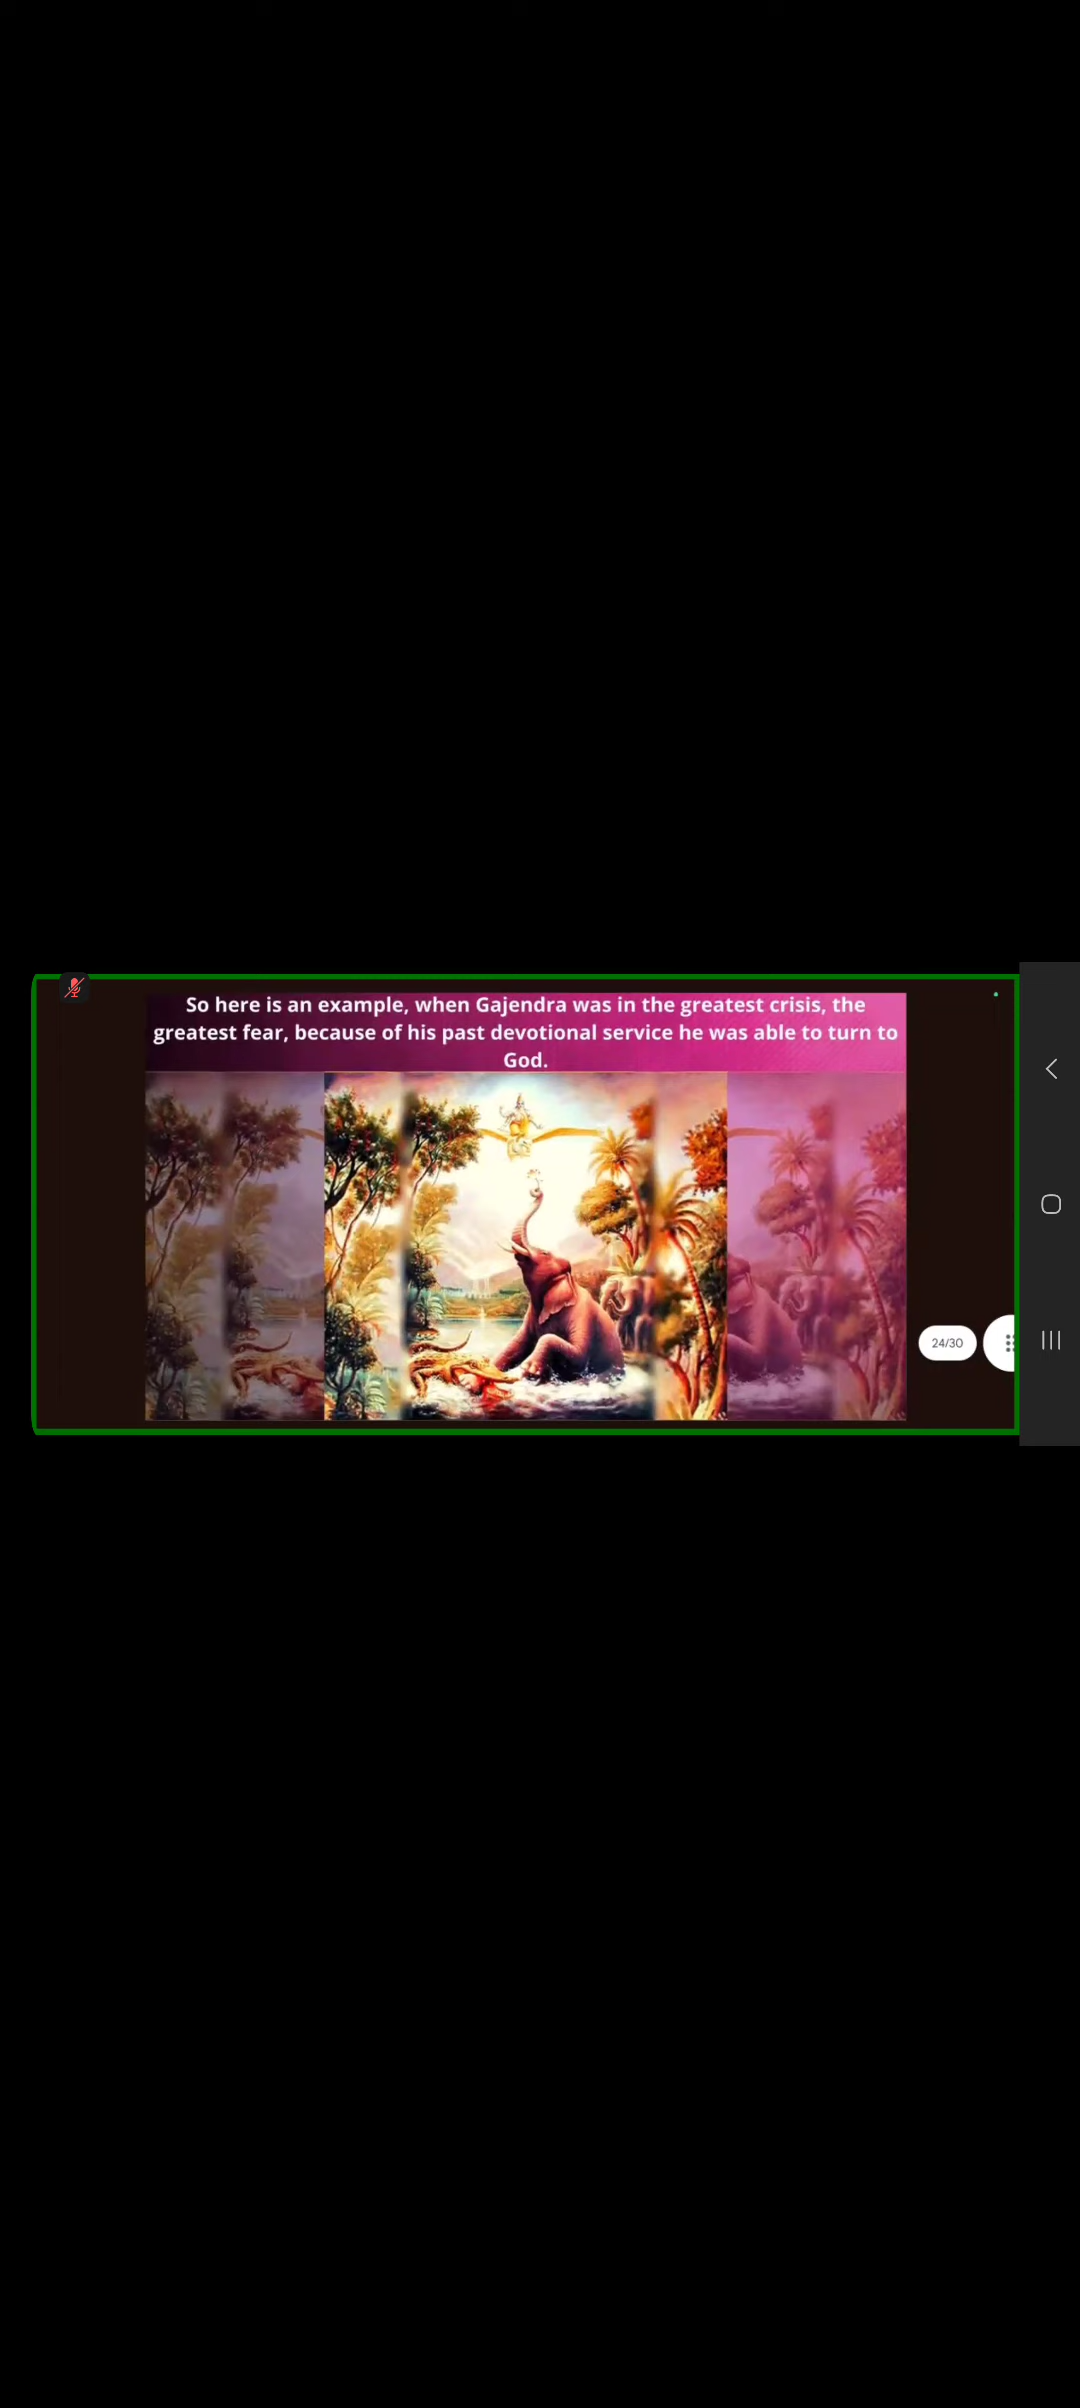 So here is an example, when Gajendra was in the greatest crisis, the
greatest fear, because of his past devotional service he was able to turn to
God.
24/30